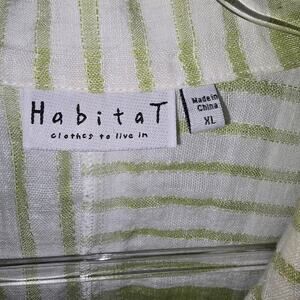 HabitaT
clothes to live in
Made in
China
XL